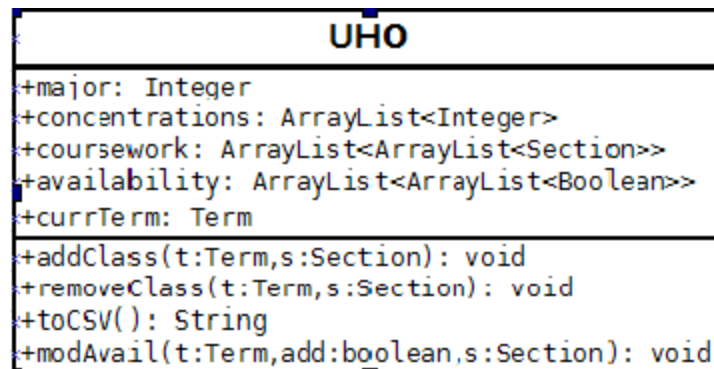 UHO
+major: Integer
+concentrations: ArrayList<Integer>
+coursework: ArrayList<ArrayList<Section>>
+availability: ArrayList<ArrayList<Boolean>>
+currTerm: Term
+addClass(t:Term,s:Section): void
+removeClass(t:Term,s:Section): void
+toCSV(): String
+modAvail(t:Term,add:boolean,s:Section): void